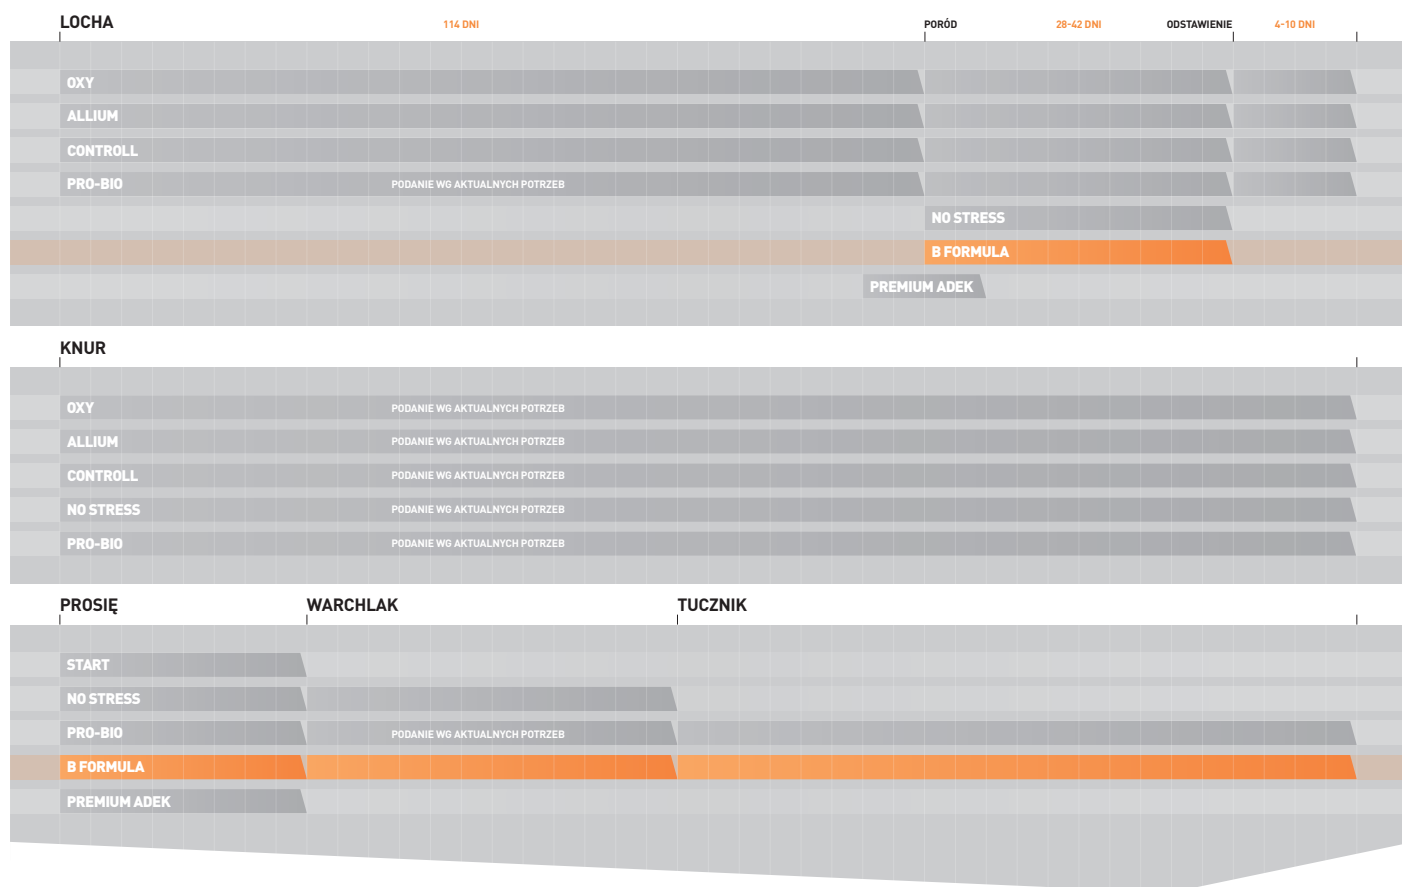 LOCHA 114 DNI PORÓD 28-42 DNI ODSTAWIENIE 4-10 DNI
OXY
ALLIUM
CONTROLL
PRO-BIO PODANIE WG AKTUALNYCH POTRZEB
NO STRESS
B FORMULA
PREMIUM ADEK
KNUR
OXY PODANIE WG AKTUALNYCH POTRZEB
ALLIUM PODANIE WG AKTUALNYCH POTRZEB
CONTROLL PODANIE WG AKTUALNYCH POTRZEB
NO STRESS PODANIE WG AKTUALNYCH POTRZEB
PRO-BIO PODANIE WG AKTUALNYCH POTRZEB
PROSIĘ WARCHLAK TUCZNIK
START
NO STRESS
PRO-BIO PODANIE WG AKTUALNYCH POTRZEB
B FORMULA
PREMIUM ADEK